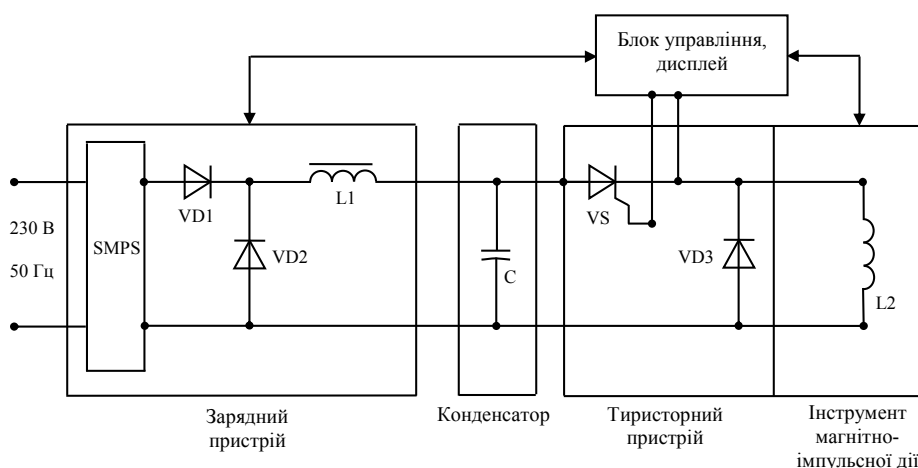 Блок управління,
дисплей
230 В
50 Гц
SMPS
VD1
VD2
L1
C
VS
VD3
L2
Зарядний
пристрій
Конденсатор
Тиристорний
пристрій
Інструмент
магнітно-
імпульсної дії